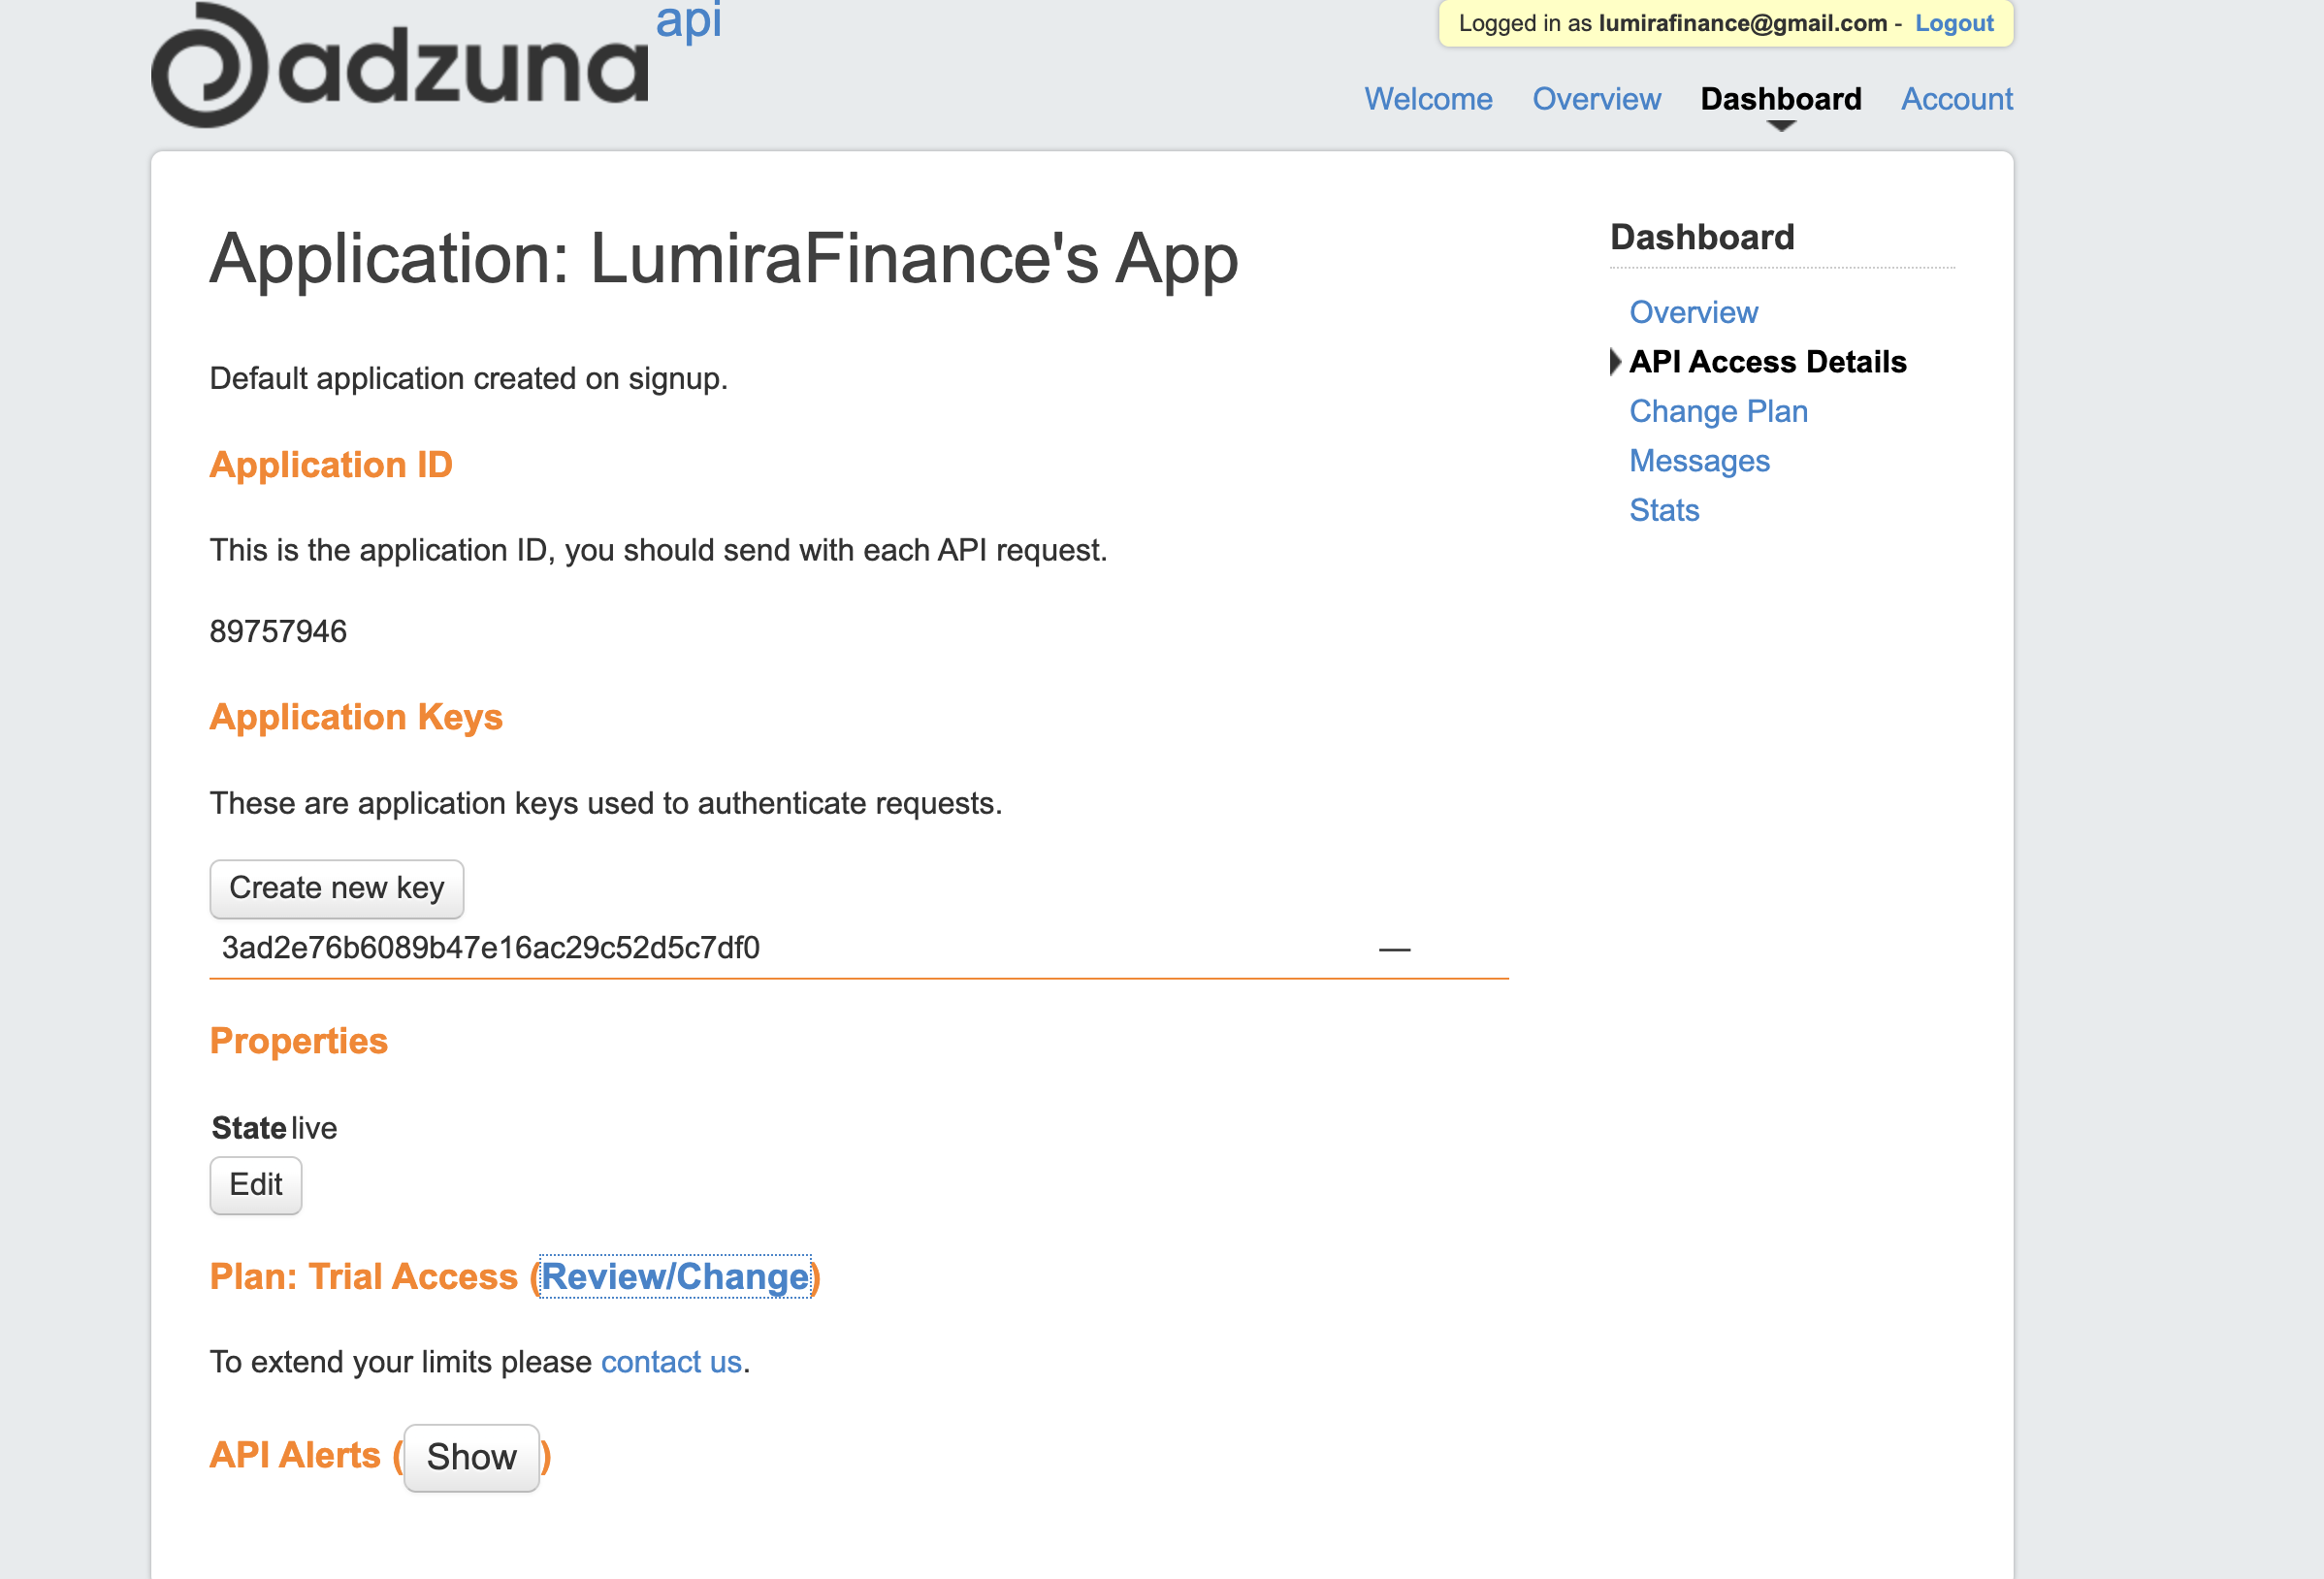 adzuna api
Logged in as lumirafinance@gmail.com - Logout
Welcome Overview Dashboard Account
Application: LumiraFinance's App
Default application created on signup.
Application ID
This is the application ID, you should send with each API request.
89757946
Application Keys
These are application keys used to authenticate requests.
Create new key
3ad2e76b6089b47e16ac29c52d5c7df0 —
Properties
State live
Edit
Plan: Trial Access (Review/Change)
To extend your limits please contact us.
API Alerts (Show)
Dashboard
Overview
API Access Details
Change Plan
Messages
Stats